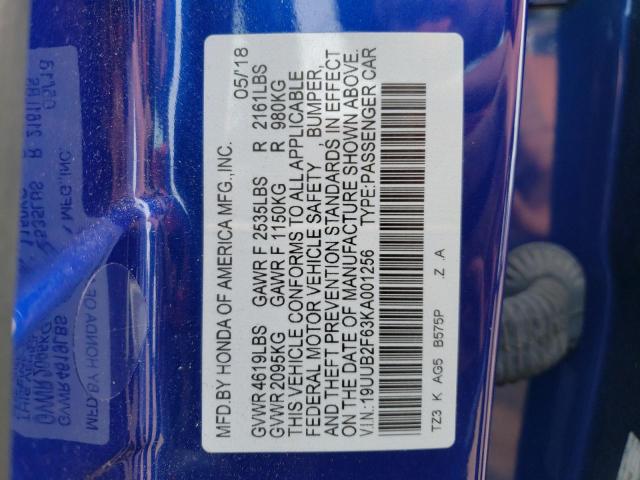 MFD.BY HONDA OF AMERICA MFG.,INC. 05/'18
GVWR 4619LBS GAWR F 2535LBS R 2161LBS
GVWR 2095KG GAWR F 1150KG R 980KG
THIS VEHICLE CONFORMS TO ALL APPLICABLE
FEDERAL MOTOR VEHICLE SAFETY, BUMPER,
AND THEFT PREVENTION STANDARDS IN EFFECT
ON THE DATE OF MANUFACTURE SHOWN ABOVE.
V.I.N.:19UUB2F63KA001256 TYPE:PASSENGER CAR
TZ3 K AG5 B575P .Z .A